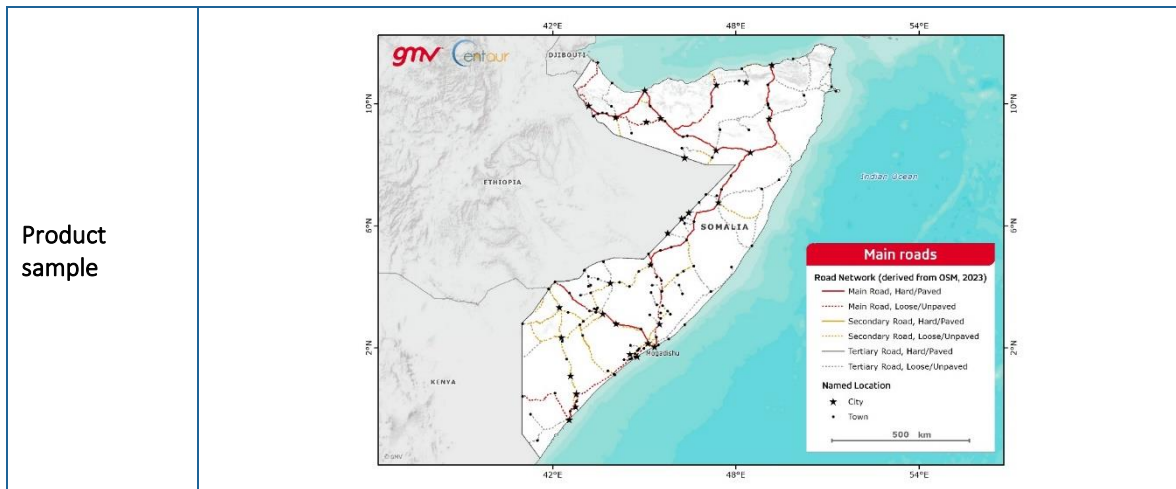 Product
sample
42°E 48°E 54°E
gmv Centaur
DJIBOUTI
10°N 10°N
ETHIOPIA
Indian Ocean
SOMALIA
6°N 6°N
Main roads
Road Network (derived from OSM, 2023)
Main Road, Hard/Paved
Main Road, Loose/Unpaved
Secondary Road, Hard/Paved
Secondary Road, Loose/Unpaved
Tertiary Road, Hard/Paved
Tertiary Road, Loose/Unpaved
2°N 2°N
Mogadishu
KENYA
Named Location
City
Town
500 km
© GMV
42°E 48°E 54°E